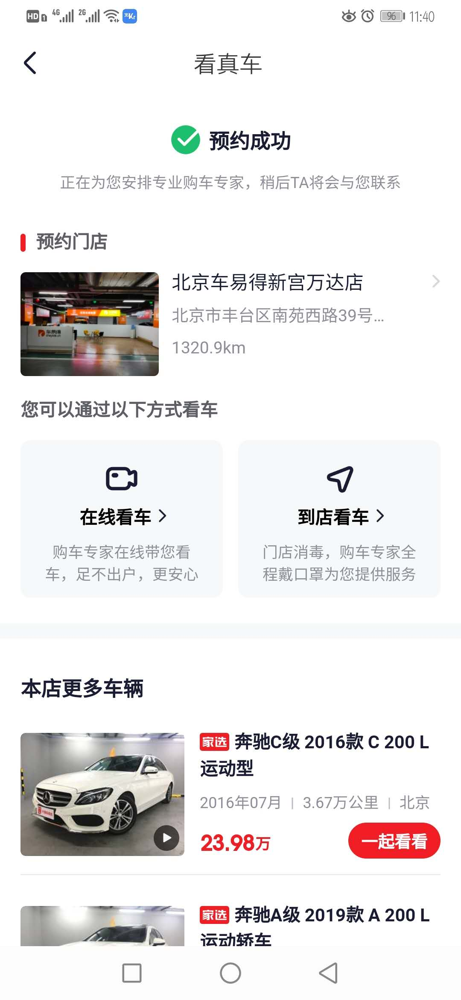 HD 1 4G 2G 36Kr 96 11:40
看真车
预约成功
正在为您安排专业购车专家，稍后TA将会与您联系
预约门店
北京车易得新宫万达店
北京市丰台区南苑西路39号...
1320.9km
车易得
您可以通过以下方式看车
在线看车
购车专家在线带您看
车，足不出户，更安心
到店看车
门店消毒，购车专家全
程戴口罩为您提供服务
本店更多车辆
家选 奔驰C级 2016款 C 200 L
运动型
2016年07月 | 3.67万公里 | 北京
23.98万
一起看看
家选 奔驰A级 2019款 A 200 L
运动轿车